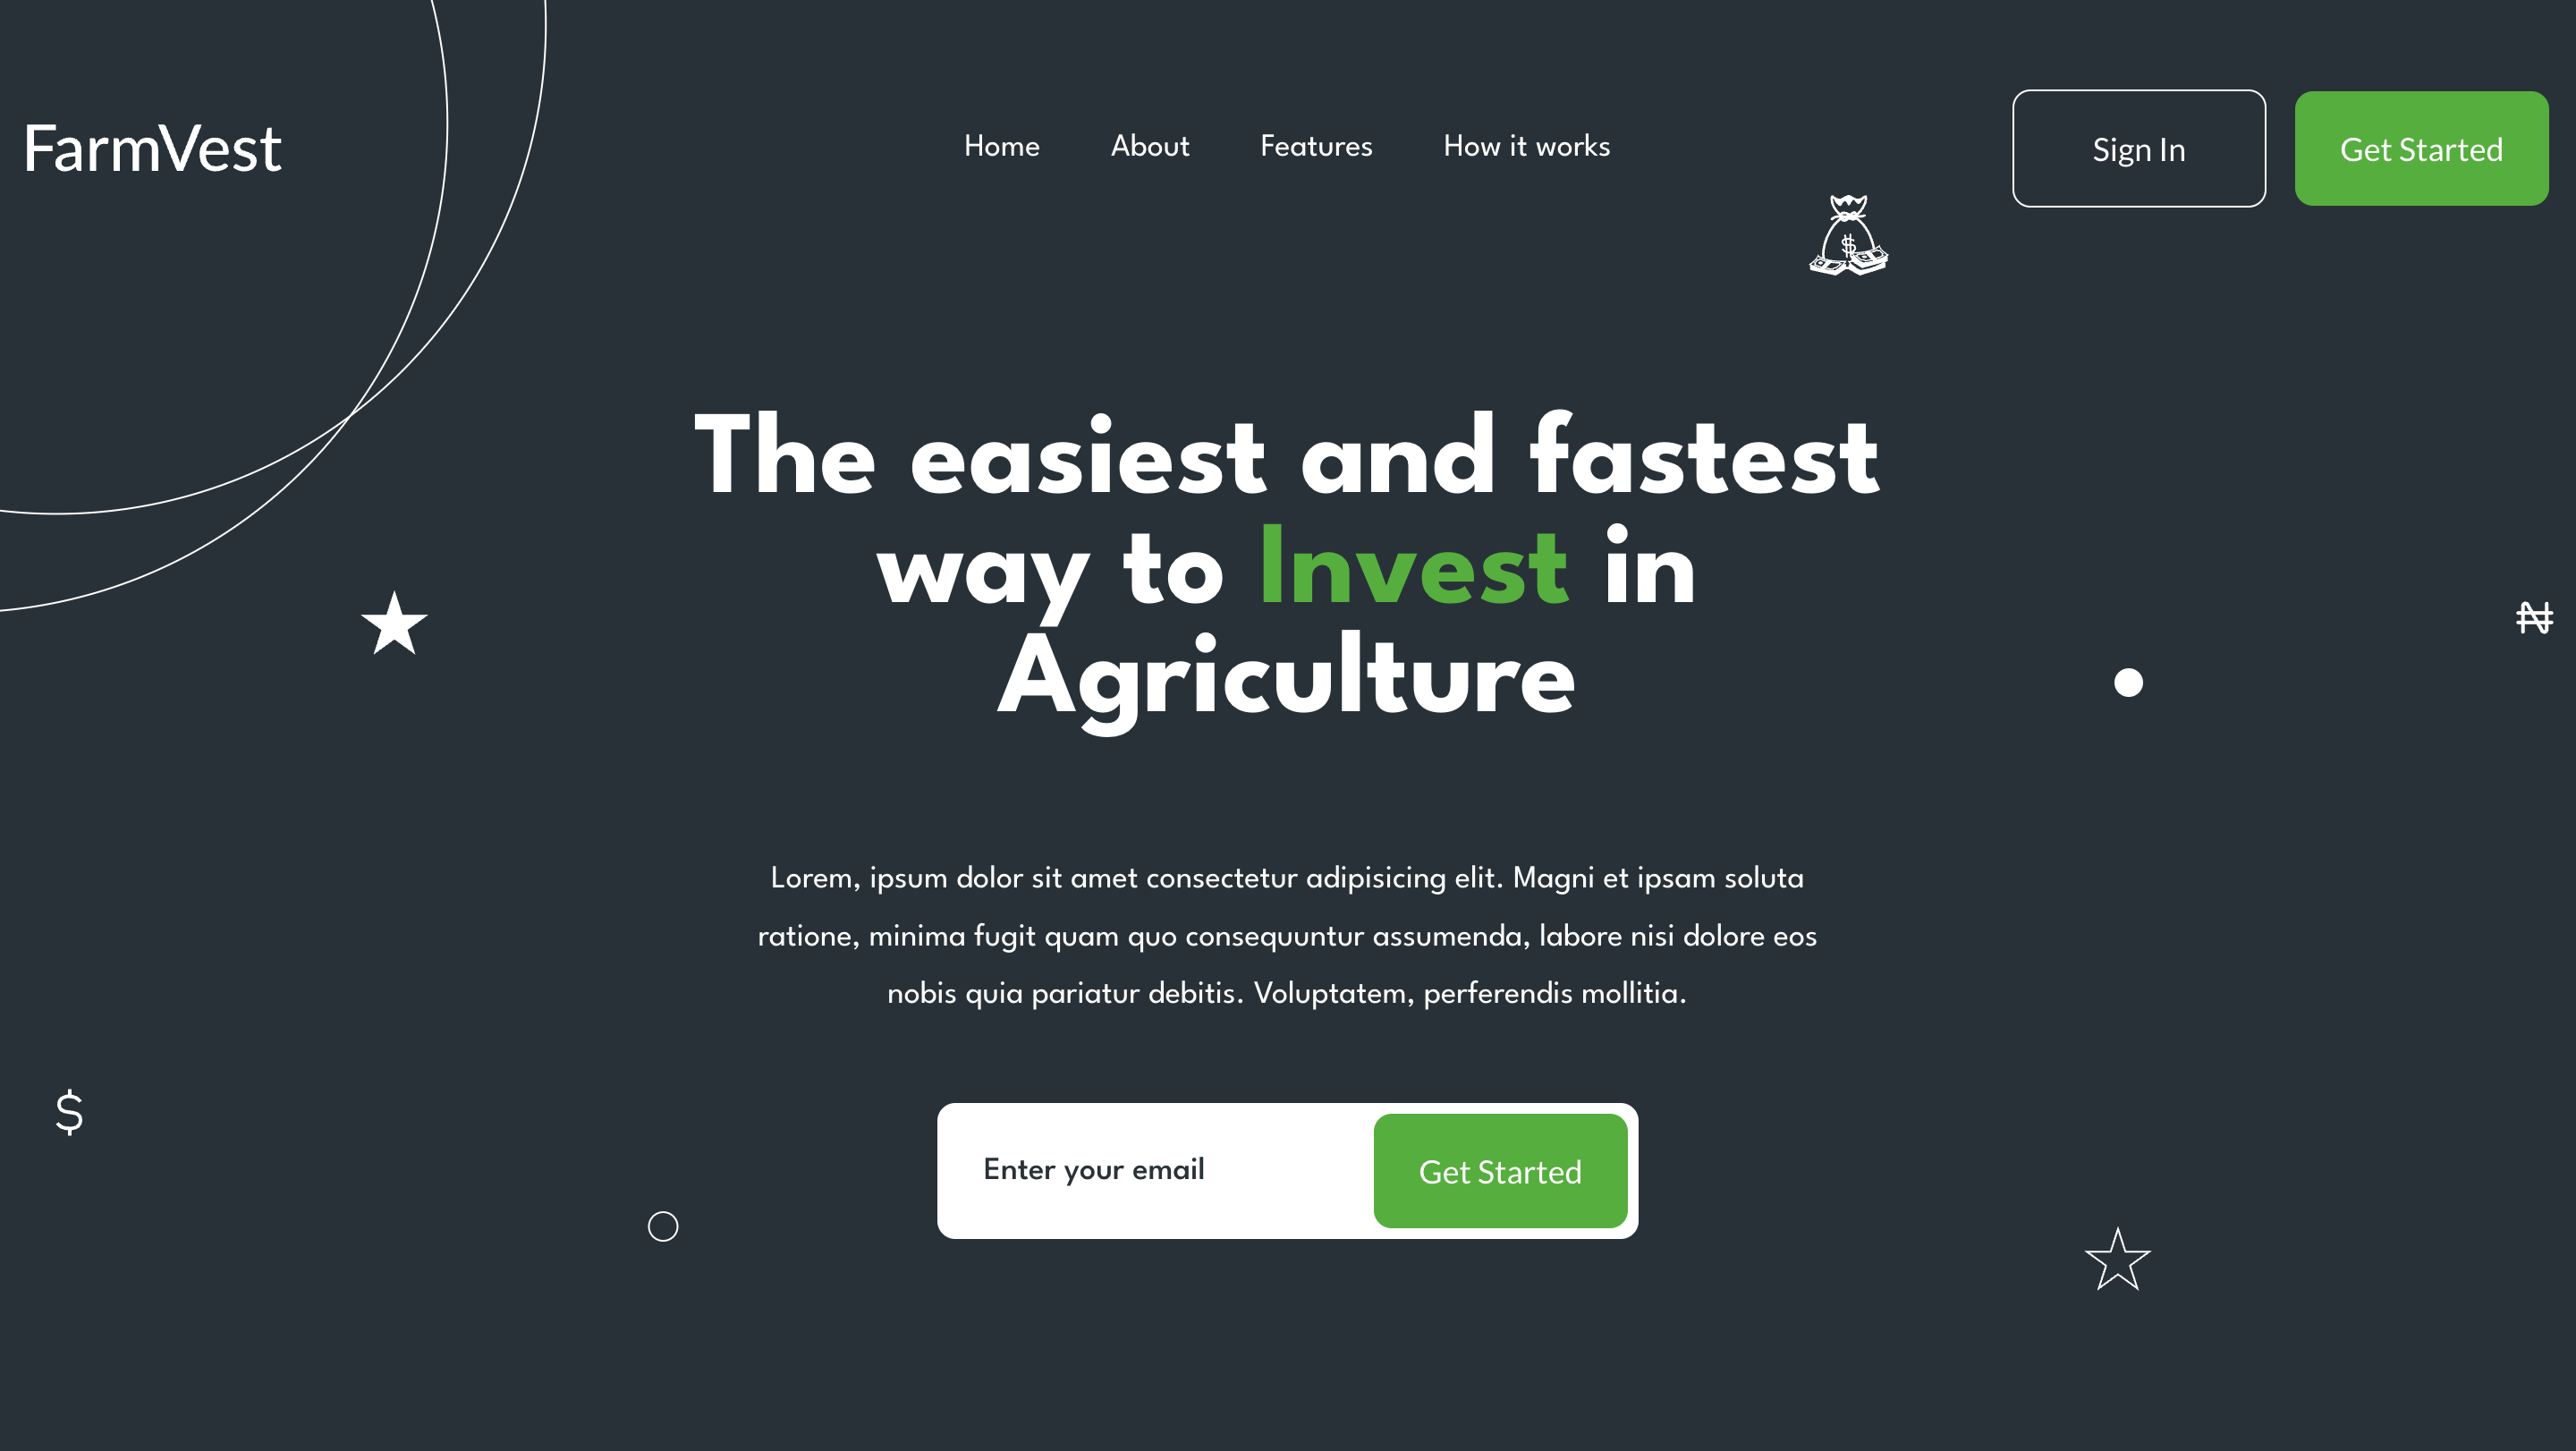 FarmVest
Home About Features How it works
Sign In Get Started
$
The easiest and fastest
way to Invest in
Agriculture
₦
Lorem, ipsum dolor sit amet consectetur adipisicing elit. Magni et ipsam soluta
ratione, minima fugit quam quo consequuntur assumenda, labore nisi dolore eos
nobis quia pariatur debitis. Voluptatem, perferendis mollitia.
$
Enter your email Get Started